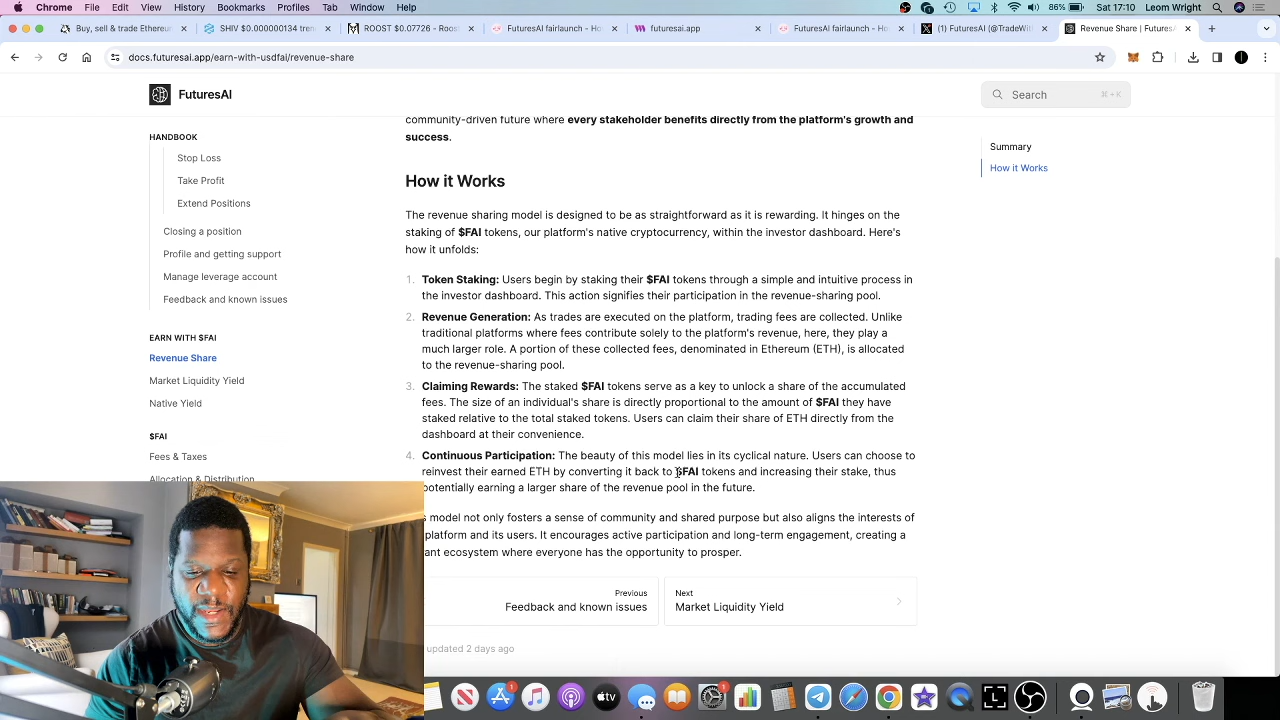 Chrome File Edit View History Bookmarks Profiles Tab Window Help
86% Sat 17:10 Leon Wright
Buy, sell & trade Ethereu
SHIV $0.000000134 tren
RDOST $0.07726 - Roost
FuturesAI fairlaunch - Ho
futuresai.app
FuturesAI fairlaunch - Ho
(1) FuturesAI (@TradeWit
Revenue Share | FuturesA
docs.futuresai.app/earn-with-usdfai/revenue-share
FuturesAI
Search
⌘+K
HANDBOOK
Stop Loss
Take Profit
Extend Positions
Closing a position
Profile and getting support
Manage leverage account
Feedback and known issues
EARN WITH $FAI
Revenue Share
Market Liquidity Yield
Native Yield
$FAI
Fees & Taxes
Allocation & Distribution
community-driven future where every stakeholder benefits directly from the platform's growth and
success.
How it Works
The revenue sharing model is designed to be as straightforward as it is rewarding. It hinges on the
staking of $FAI tokens, our platform's native cryptocurrency, within the investor dashboard. Here's
how it unfolds:
1. Token Staking: Users begin by staking their $FAI tokens through a simple and intuitive process in
the investor dashboard. This action signifies their participation in the revenue-sharing pool.
2. Revenue Generation: As trades are executed on the platform, trading fees are collected. Unlike
traditional platforms where fees contribute solely to the platform's revenue, here, they play a
much larger role. A portion of these collected fees, denominated in Ethereum (ETH), is allocated
to the revenue-sharing pool.
3. Claiming Rewards: The staked $FAI tokens serve as a key to unlock a share of the accumulated
fees. The size of an individual's share is directly proportional to the amount of $FAI they have
staked relative to the total staked tokens. Users can claim their share of ETH directly from the
dashboard at their convenience.
4. Continuous Participation: The beauty of this model lies in its cyclical nature. Users can choose to
reinvest their earned ETH by converting it back to $FAI tokens and increasing their stake, thus
potentially earning a larger share of the revenue pool in the future.
s model not only fosters a sense of community and shared purpose but also aligns the interests of
platform and its users. It encourages active participation and long-term engagement, creating a
ant ecosystem where everyone has the opportunity to prosper.
Previous
Feedback and known issues
Next
Market Liquidity Yield
updated 2 days ago
Summary
How it Works